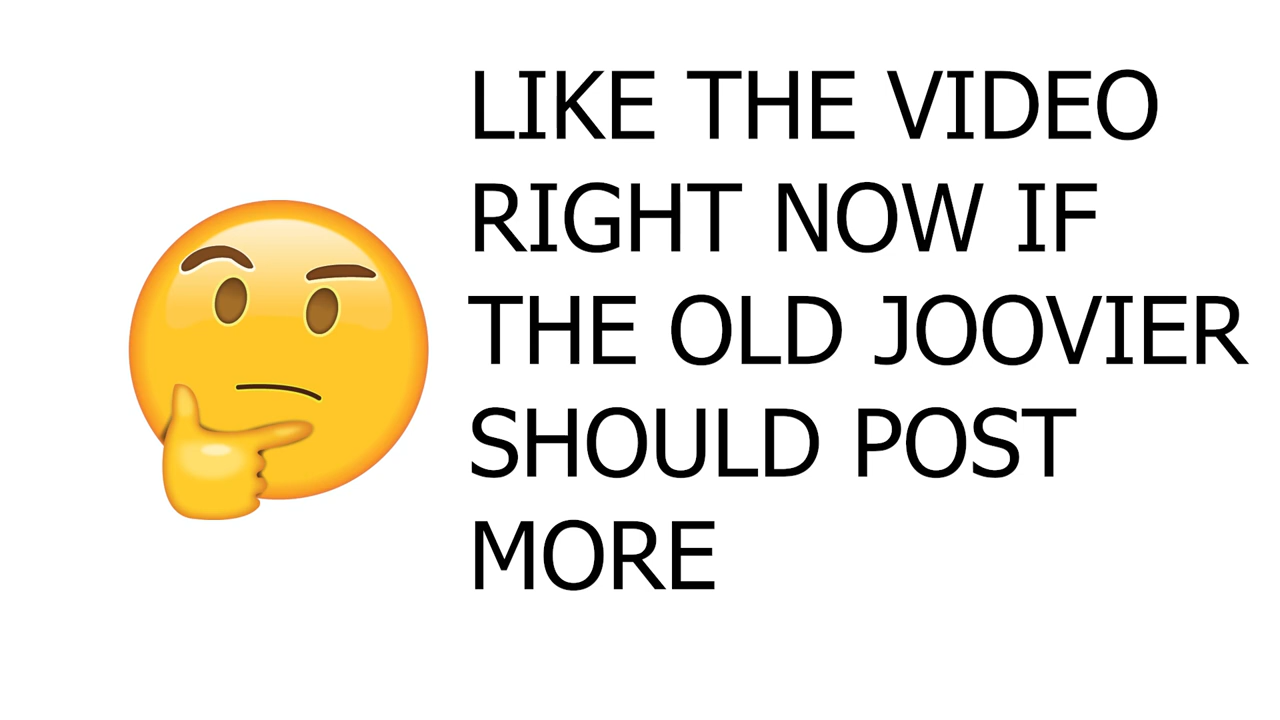 LIKE THE VIDEO
RIGHT NOW IF
THE OLD JOOVIER
SHOULD POST
MORE